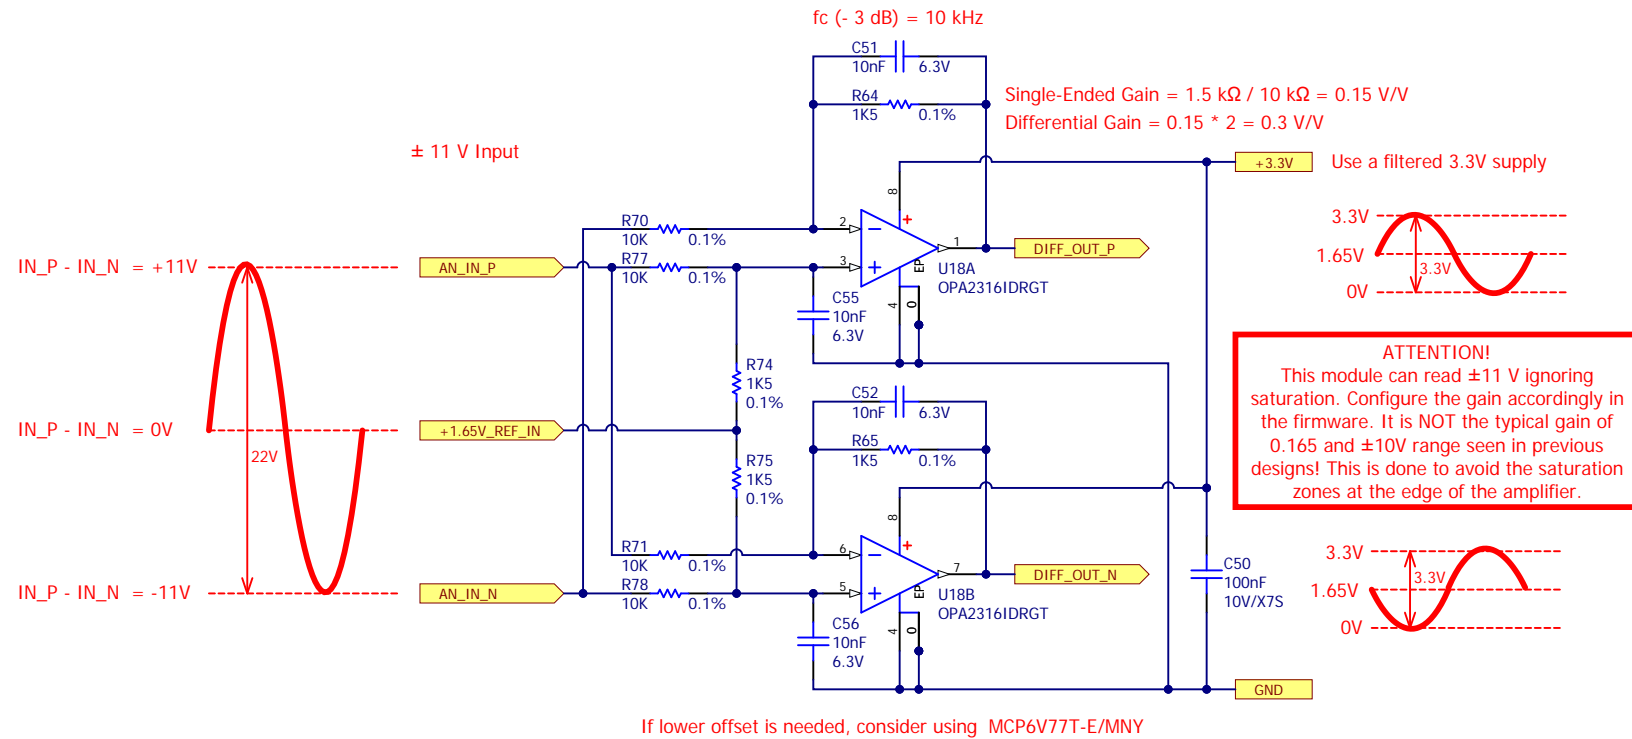 fc (- 3 dB) = 10 kHz
C51
10nF
6.3V
R64
1K5
0.1%
Single-Ended Gain = 1.5 kΩ / 10 kΩ = 0.15 V/V
Differential Gain = 0.15 * 2 = 0.3 V/V
± 11 V Input
+3.3V
Use a filtered 3.3V supply
8
R70
10K
0.1%
2
1
DIFF_OUT_P
3.3V
1.65V
0V
3.3V
IN_P - IN_N = +11V
AN_IN_P
R77
10K
0.1%
3
EP
U18A
OPA2316IDRGT
4
0
C55
10nF
6.3V
R74
1K5
0.1%
ATTENTION!
This module can read ±11 V ignoring
saturation. Configure the gain accordingly in
the firmware. It is NOT the typical gain of
0.165 and ±10V range seen in previous
designs! This is done to avoid the saturation
zones at the edge of the amplifier.
C52
10nF
6.3V
IN_P - IN_N = 0V
22V
+1.65V_REF_IN
R65
1K5
0.1%
R75
1K5
0.1%
8
R71
10K
0.1%
6
7
DIFF_OUT_N
C50
100nF
10V/X7S
3.3V
1.65V
0V
3.3V
IN_P - IN_N = -11V
AN_IN_N
R78
10K
0.1%
5
EP
U18B
OPA2316IDRGT
4
0
C56
10nF
6.3V
GND
If lower offset is needed, consider using MCP6V77T-E/MNY